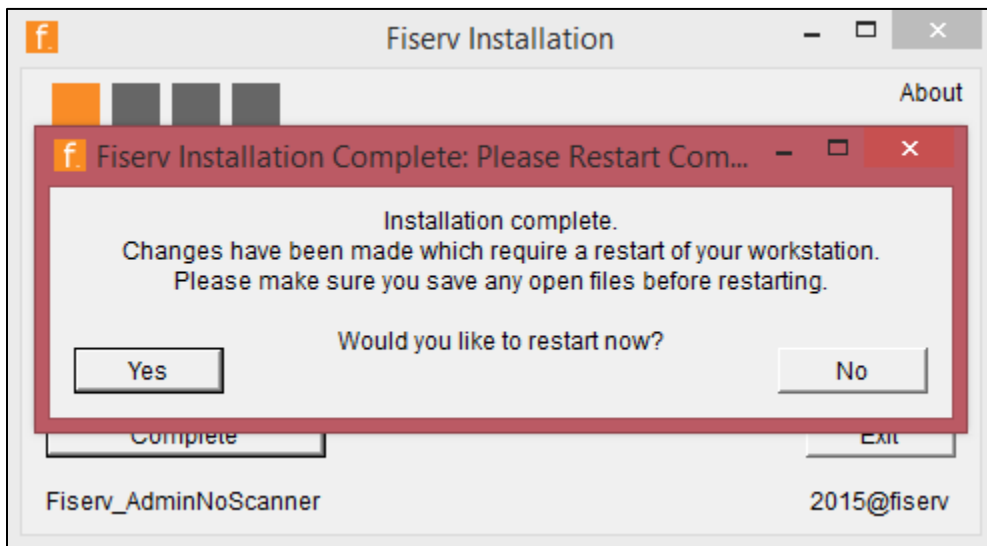 f.
Fiserv Installation
About
f. Fiserv Installation Complete: Please Restart Com...
Installation complete.
Changes have been made which require a restart of your workstation.
Please make sure you save any open files before restarting.
Would you like to restart now?
Yes
No
Complete
Exit
Fiserv_AdminNoScanner
2015@fiserv